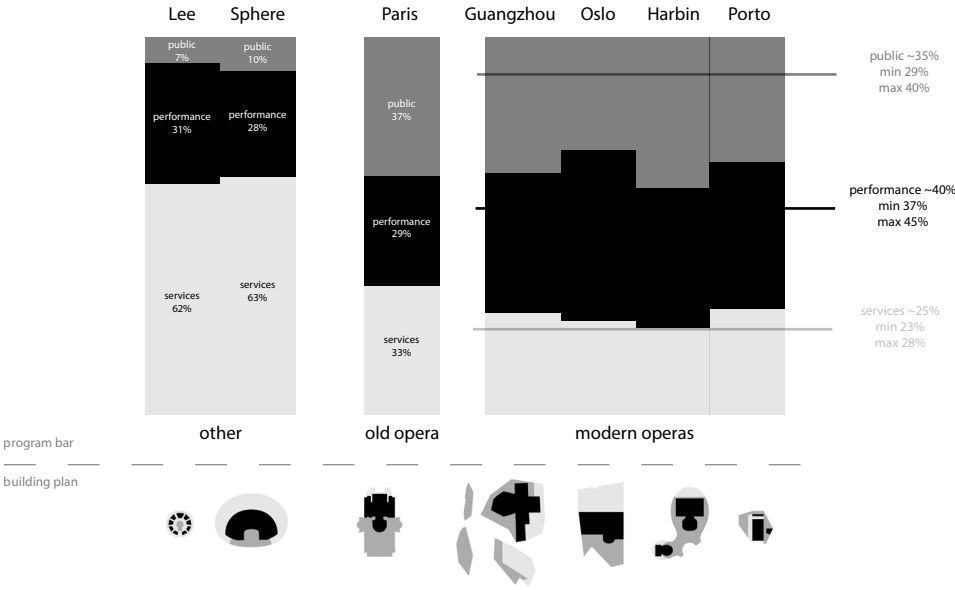 Lee Sphere Paris Guangzhou Oslo Harbin Porto
public
7%
public
10%
performance
31%
performance
28%
services
62%
services
63%
public
37%
performance
29%
services
33%
public ~35%
min 29%
max 40%
performance ~40%
min 37%
max 45%
services ~25%
min 23%
max 28%
other old opera modern operas
program bar
building plan